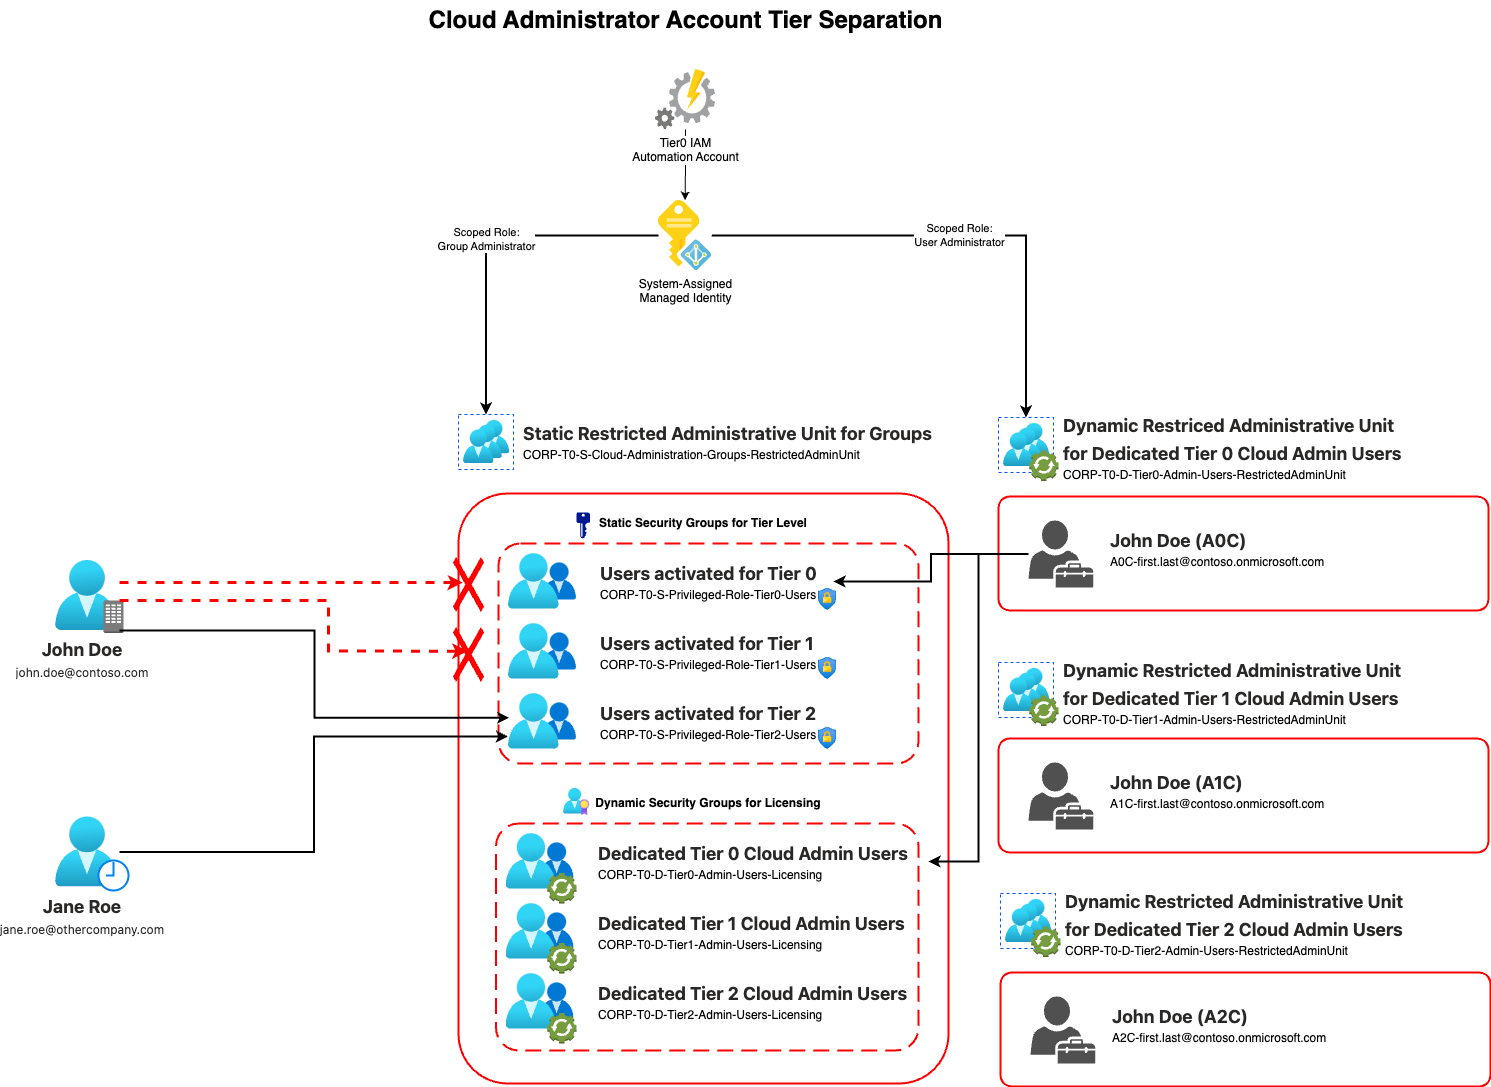 Cloud Administrator Account Tier Separation
Tier0 IAM
Automation Account
Scoped Role:
Group Administrator
Scoped Role:
User Administrator
System-Assigned
Managed Identity
Static Restricted Administrative Unit for Groups
CORP-T0-S-Cloud-Administration-Groups-RestrictedAdminUnit
Dynamic Restriced Administrative Unit
for Dedicated Tier 0 Cloud Admin Users
CORP-T0-D-Tier0-Admin-Users-RestrictedAdminUnit
Static Security Groups for Tier Level
Users activated for Tier 0
CORP-T0-S-Privileged-Role-Tier0-Users
John Doe (A0C)
A0C-first.last@contoso.onmicrosoft.com
John Doe
john.doe@contoso.com
Users activated for Tier 1
CORP-T0-S-Privileged-Role-Tier1-Users
Dynamic Restricted Administrative Unit
for Dedicated Tier 1 Cloud Admin Users
CORP-T0-D-Tier1-Admin-Users-RestrictedAdminUnit
Users activated for Tier 2
CORP-T0-S-Privileged-Role-Tier2-Users
John Doe (A1C)
A1C-first.last@contoso.onmicrosoft.com
Dynamic Security Groups for Licensing
Dedicated Tier 0 Cloud Admin Users
CORP-T0-D-Tier0-Admin-Users-Licensing
Jane Roe
jane.roe@othercompany.com
Dedicated Tier 1 Cloud Admin Users
CORP-T0-D-Tier1-Admin-Users-Licensing
Dynamic Restricted Administrative Unit
for Dedicated Tier 2 Cloud Admin Users
CORP-T0-D-Tier2-Admin-Users-RestrictedAdminUnit
Dedicated Tier 2 Cloud Admin Users
CORP-T0-D-Tier2-Admin-Users-Licensing
John Doe (A2C)
A2C-first.last@contoso.onmicrosoft.com